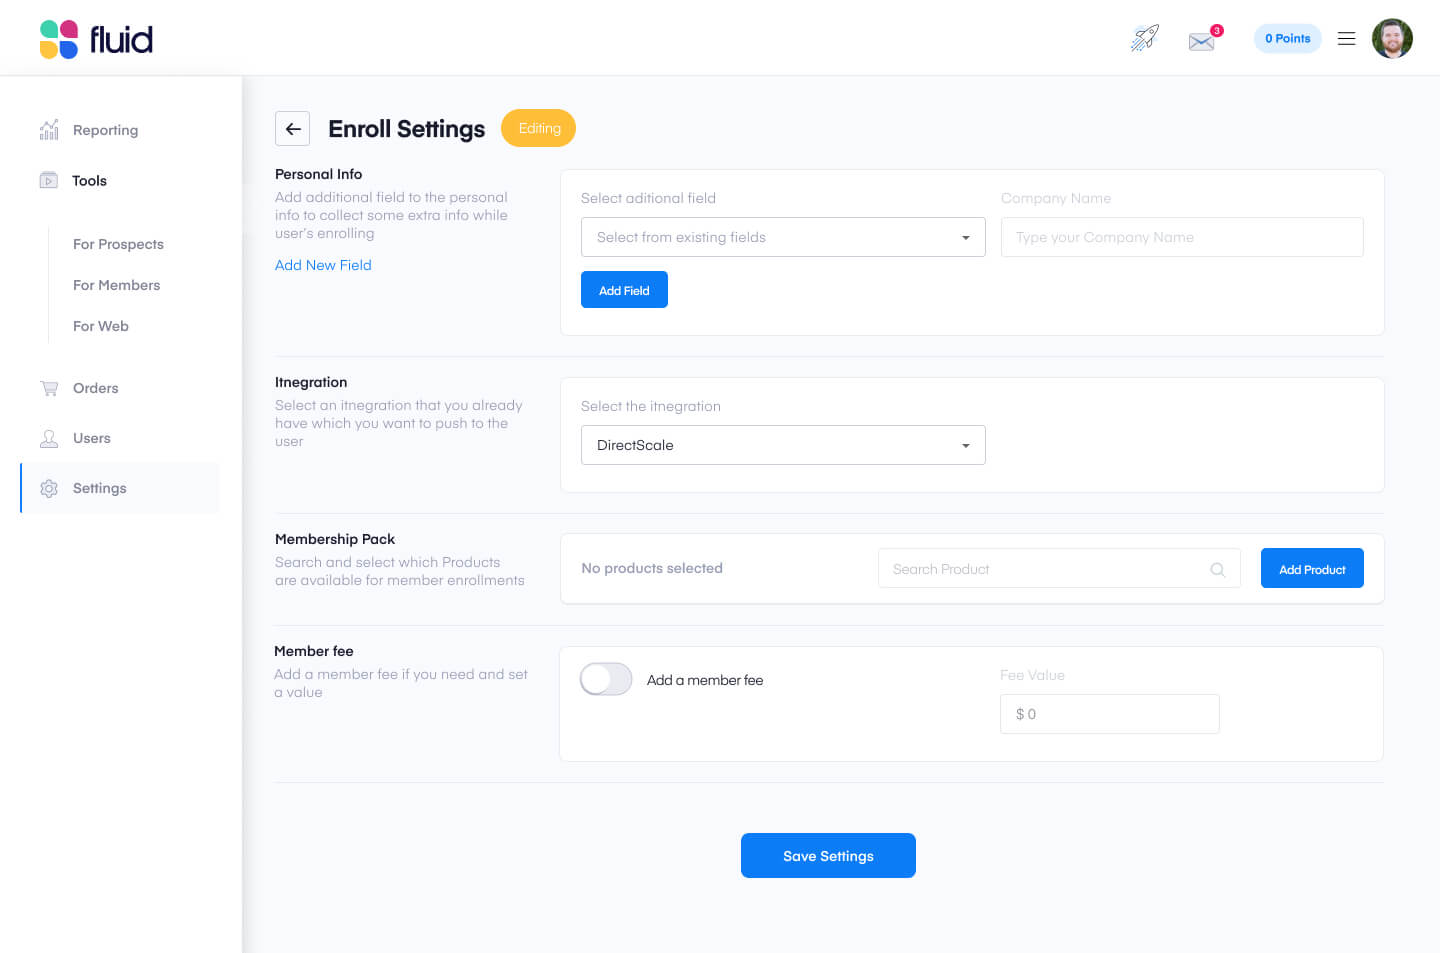 fluid
3
0 Points
Reporting
Tools
For Prospects
For Members
For Web
Orders
Users
Settings
Enroll Settings
Editing
Personal Info
Add additional field to the personal
info to collect some extra info while
user's enrolling
Add New Field
Select aditional field
Select from existing fields
Add Field
Company Name
Type your Company Name
Itnegration
Select an itnegration that you already
have which you want to push to the
user
Select the itnegration
DirectScale
Membership Pack
Search and select which Products
are available for member enrollments
No products selected
Search Product
Add Product
Member fee
Add a member fee if you need and set
a value
Add a member fee
Fee Value
$ 0
Save Settings